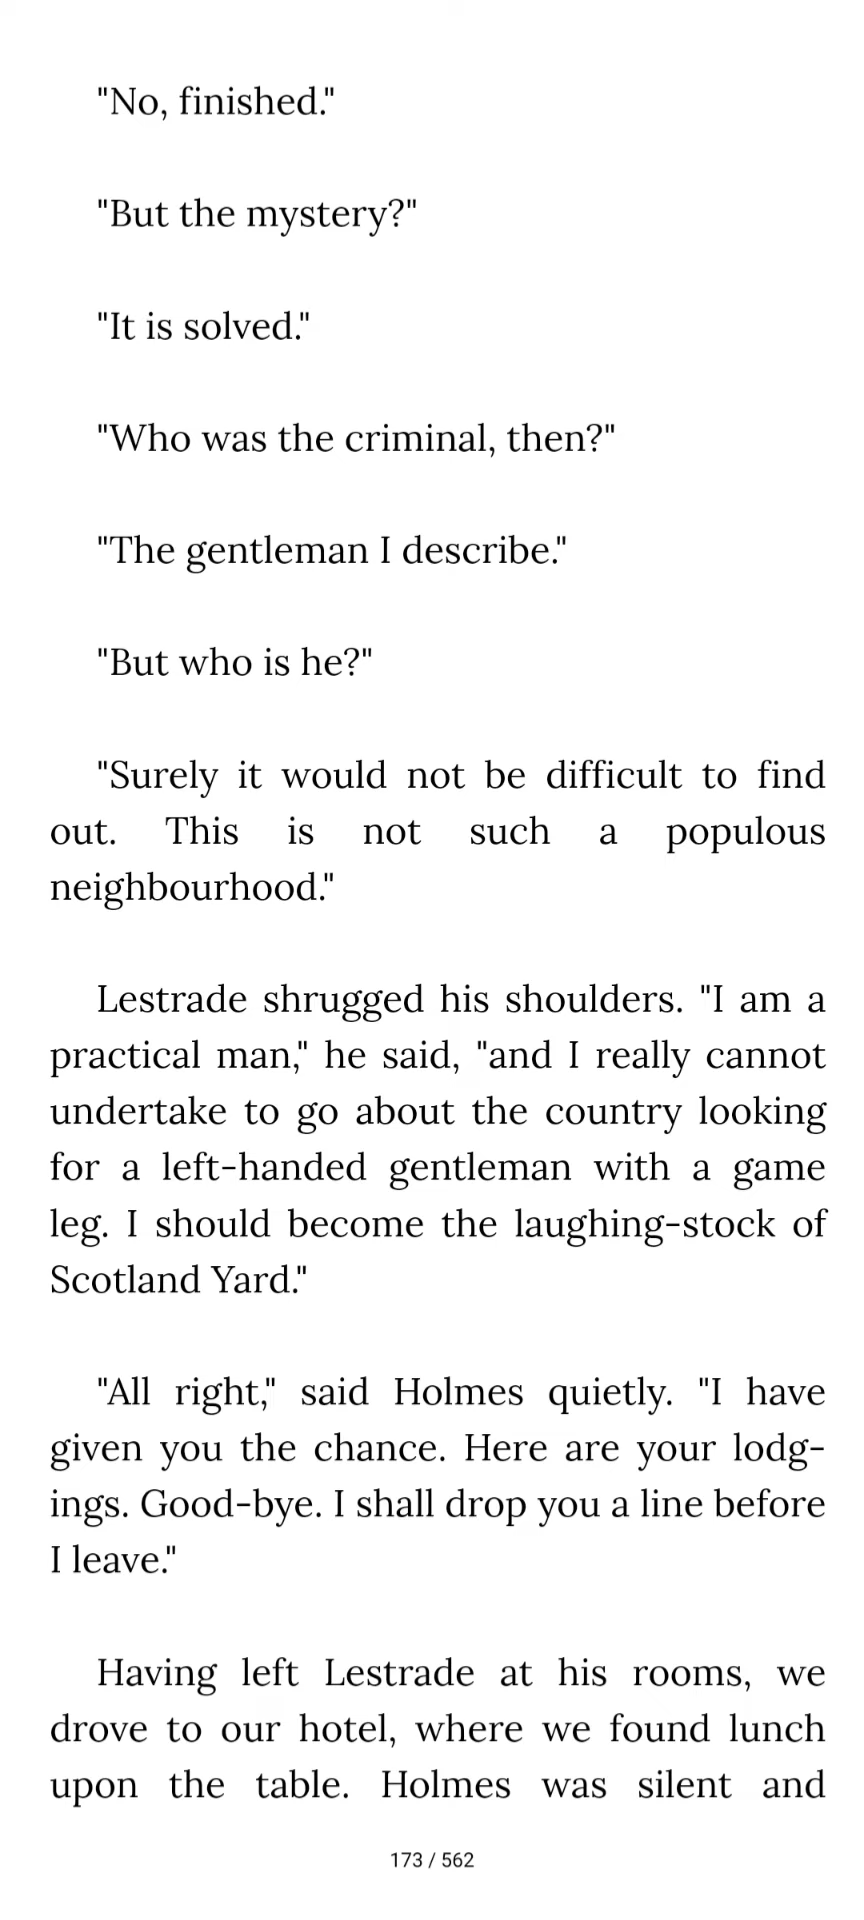 "No, finished."
"But the mystery?"
"It is solved."
"Who was the criminal, then?"
"The gentleman I describe."
"But who is he?"
"Surely it would not be difficult to find
out. This is not such a populous
neighbourhood."
Lestrade shrugged his shoulders. "I am a
practical man," he said, "and I really cannot
undertake to go about the country looking
for a left-handed gentleman with a game
leg. I should become the laughing-stock of
Scotland Yard."
"All right," said Holmes quietly. "I have
given you the chance. Here are your lodg-
ings. Good-bye. I shall drop you a line before
I leave."
Having left Lestrade at his rooms, we
drove to our hotel, where we found lunch
upon the table. Holmes was silent and
173 / 562